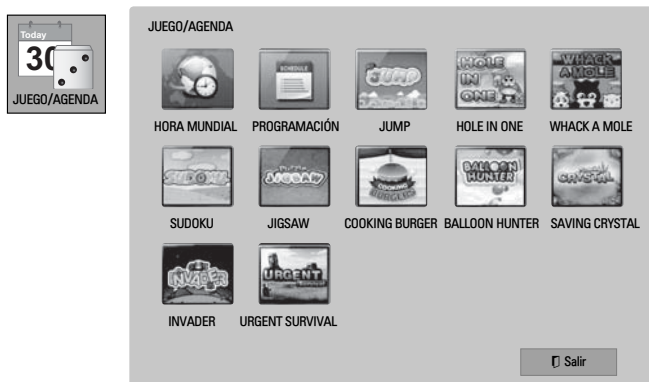 Today
30
JUEGO/AGENDA
JUEGO/AGENDA
SCHEDULE
JUMP
HOLE IN ONE
WHACK A MOLE
HORA MUNDIAL PROGRAMACIÓN JUMP HOLE IN ONE WHACK A MOLE
SUDOKU
JIGSAW
COOKING BURGER
BALLOON HUNTER
CRYSTAL
SUDOKU JIGSAW COOKING BURGER BALLOON HUNTER SAVING CRYSTAL
INVADER
URGENT
INVADER URGENT SURVIVAL
Salir